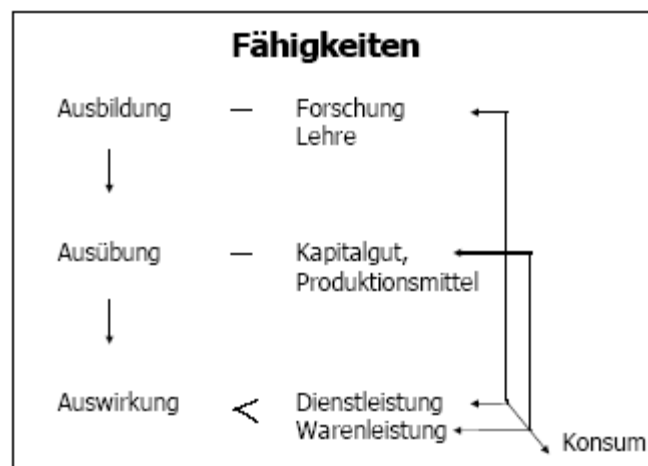 Fähigkeiten
Ausbildung — Forschung
Lehre
Ausübung — Kapitalgut,
Produktionsmittel
Auswirkung < Dienstleistung
Warenleistung
Konsum